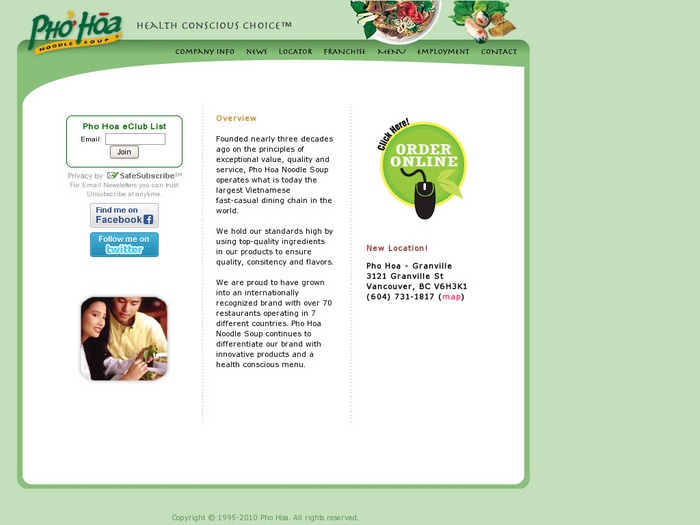 PHO HOA
NOODLE SOUP
HEALTH CONSCIOUS CHOICE™
COMPANY INFO NEWS LOCATOR FRANCHISE MENU EMPLOYMENT CONTACT
Pho Hoa eClub List
Email:
Join
Privacy by SafeSubscribe℠
For Email Newsletters you can trust
Unsubscribe at anytime.
Find me on
Facebook
Follow me on
twitter
Overview
Founded nearly three decades
ago on the principles of
exceptional value, quality and
service, Pho Hoa Noodle Soup
operates what is today the
largest Vietnamese
fast-casual dining chain in the
world.
We hold our standards high by
using top-quality ingredients
in our products to ensure
quality, consitency and flavors.
We are proud to have grown
into an internationally
recognized brand with over 70
restaurants operating in 7
different countries. Pho Hoa
Noodle Soup continues to
differentiate our brand with
innovative products and a
health conscious menu.
Click Here!
ORDER
ONLINE
New Location!
Pho Hoa - Granville
3121 Granville St
Vancouver, BC V6H3K1
(604) 731-1817 (map)
Copyright © 1995-2010 Pho Hoa. All rights reserved.